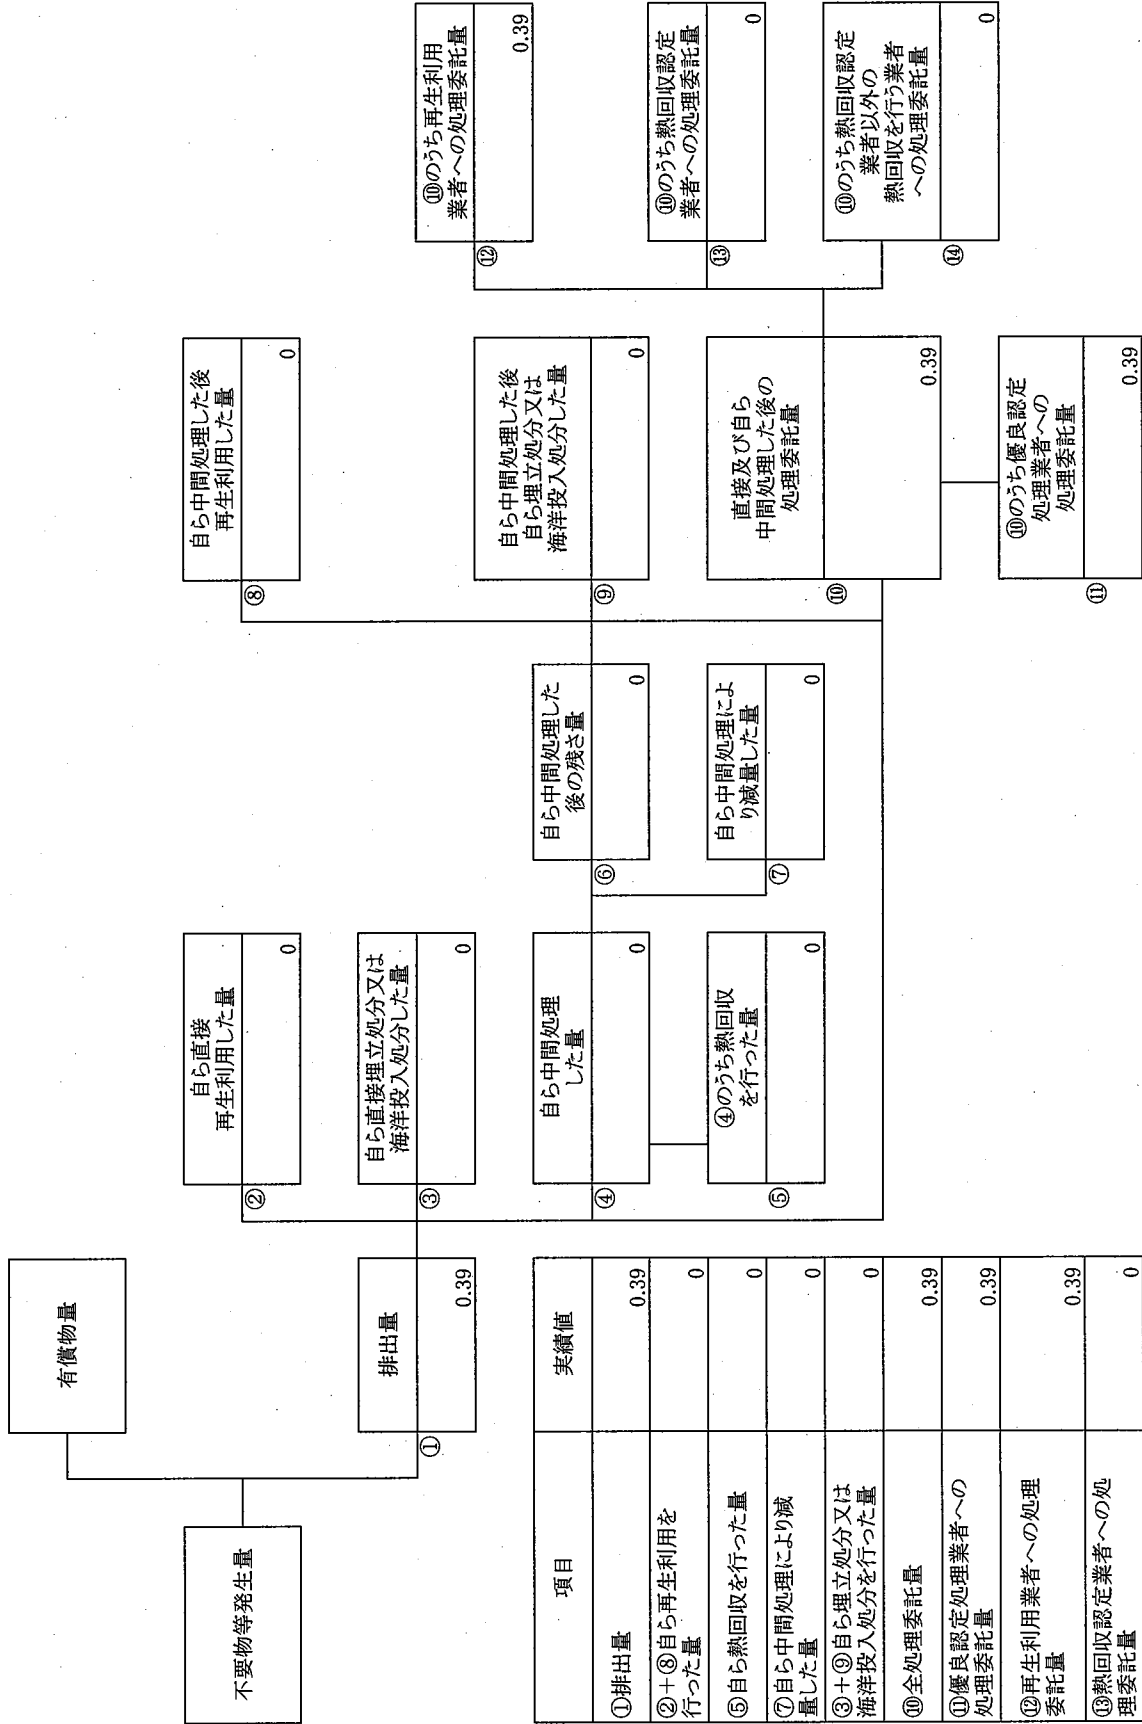 不要物等発生量
有償物量
排出量
①
0.39
自ら直接
再生利用した量
②
0
自ら直接埋立処分又は
海洋投入処分した量
③
0
自ら中間処理
した量
④
0
④のうち熱回収
を行った量
⑤
0
自ら中間処理した
後の残さ量
⑥
0
自ら中間処理によ
り減量した量
⑦
0
自ら中間処理した後
再生利用した量
⑧
0
自ら中間処理した後
自ら埋立処分又は
海洋投入処分した量
⑨
0
直接及び自ら
中間処理した後の
処理委託量
⑩
0.39
⑩のうち優良認定
処理業者への
処理委託量
⑪
0.39
⑩のうち再生利用
業者への処理委託量
⑫
0.39
⑩のうち熱回収認定
業者への処理委託量
⑬
0
⑩のうち熱回収認定
業者以外の
熱回収を行う業者
への処理委託量
⑭
0
項目 実績値
①排出量 0.39
②+⑧自ら再生利用を
行った量 0
⑤自ら熱回収を行った量 0
⑦自ら中間処理により減
量した量 0
③+⑨自ら埋立処分又は
海洋投入処分を行った量 0
⑩全処理委託量 0.39
⑪優良認定処理業者への
処理委託量 0.39
⑫再生利用業者への処理
委託量 0.39
⑬熱回収認定業者への処
理委託量 0